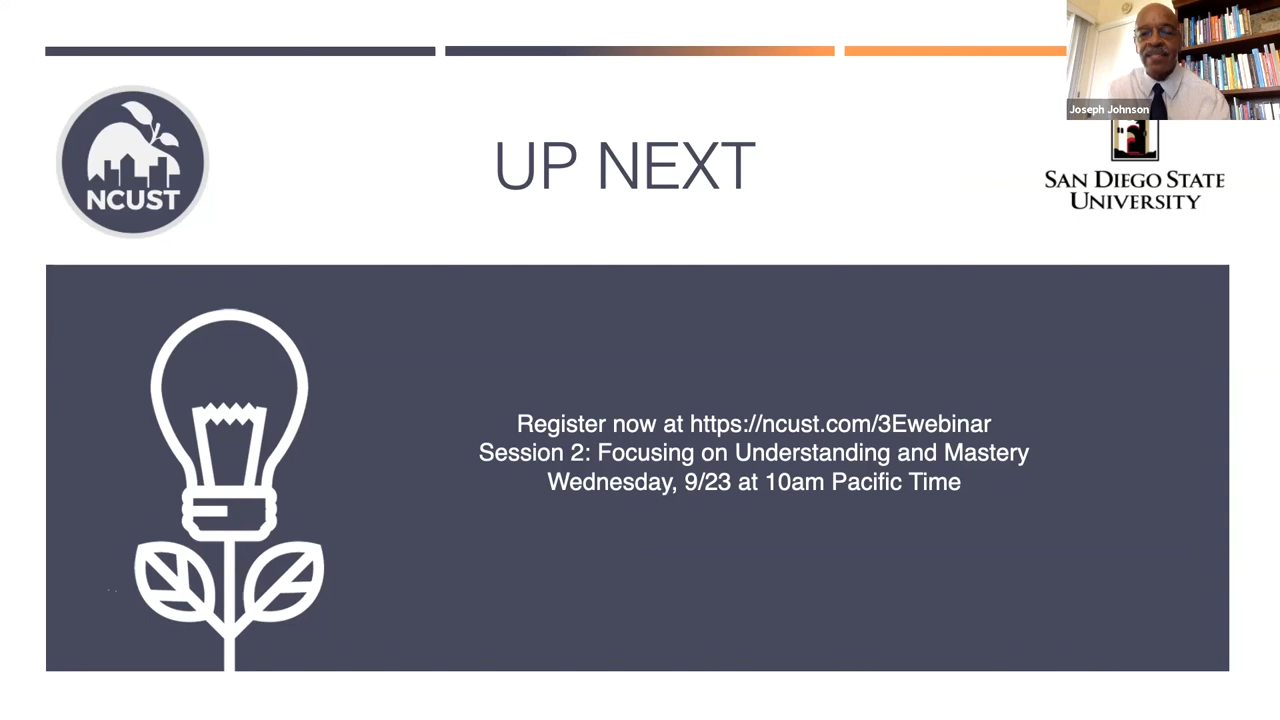 Joseph Johnson
NCUST
UP NEXT
SAN DIEGO STATE
UNIVERSITY
Register now at https://ncust.com/3Ewebinar
Session 2: Focusing on Understanding and Mastery
Wednesday, 9/23 at 10am Pacific Time